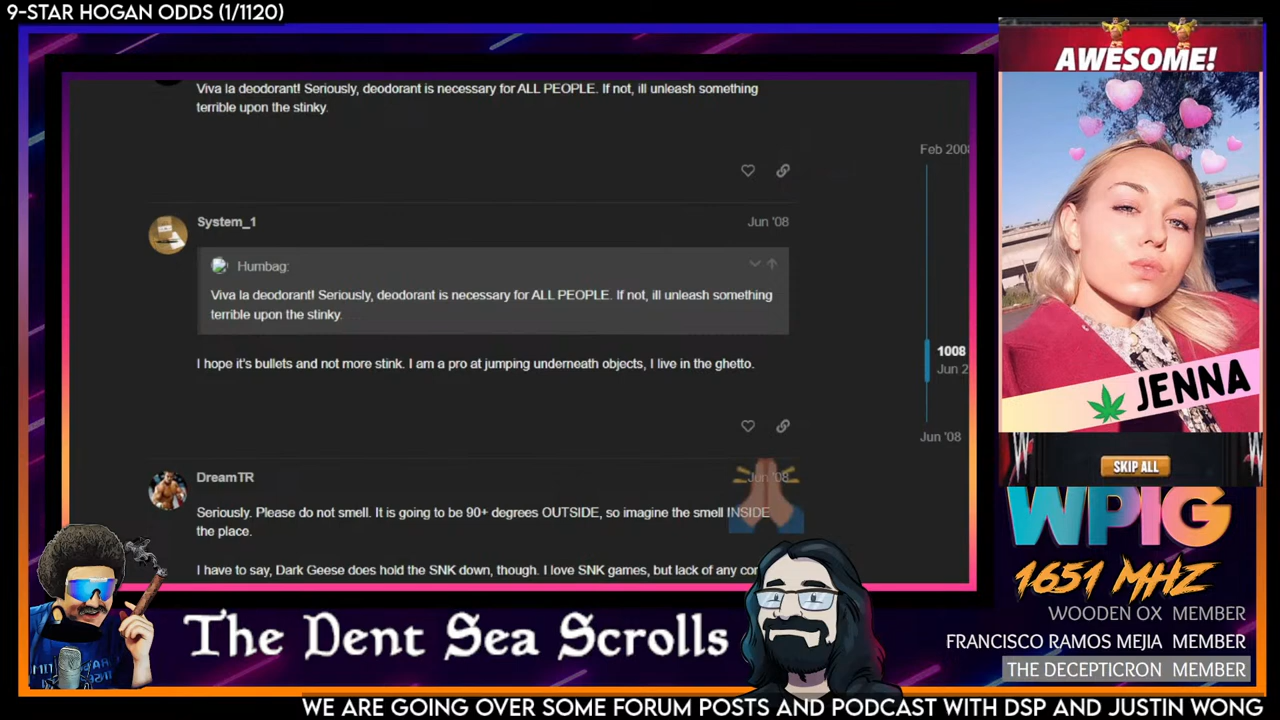 9-STAR HOGAN ODDS (1/1120)
AWESOME!
Viva la deodorant! Seriously, deodorant is necessary for ALL PEOPLE. If not, ill unleash something
terrible upon the stinky.
Feb 2008
System_1
Jun '08
Humbag:
Viva la deodorant! Seriously, deodorant is necessary for ALL PEOPLE. If not, ill unleash something
terrible upon the stinky.
I hope it's bullets and not more stink. I am a pro at jumping underneath objects, I live in the ghetto.
1008
Jun 2
Jun '08
JENNA
SKIP ALL
DreamTR
Jun '08
Seriously. Please do not smell. It is going to be 90+ degrees OUTSIDE, so imagine the smell INSIDE
the place.
I have to say, Dark Geese does hold the SNK down, though. I love SNK games, but lack of any
WPIG
1651 MHZ
WOODEN OX MEMBER
FRANCISCO RAMOS MEJIA MEMBER
THE DECEPTICRON MEMBER
The Dent Sea Scrolls
WE ARE GOING OVER SOME FORUM POSTS AND PODCAST WITH DSP AND JUSTIN WONG